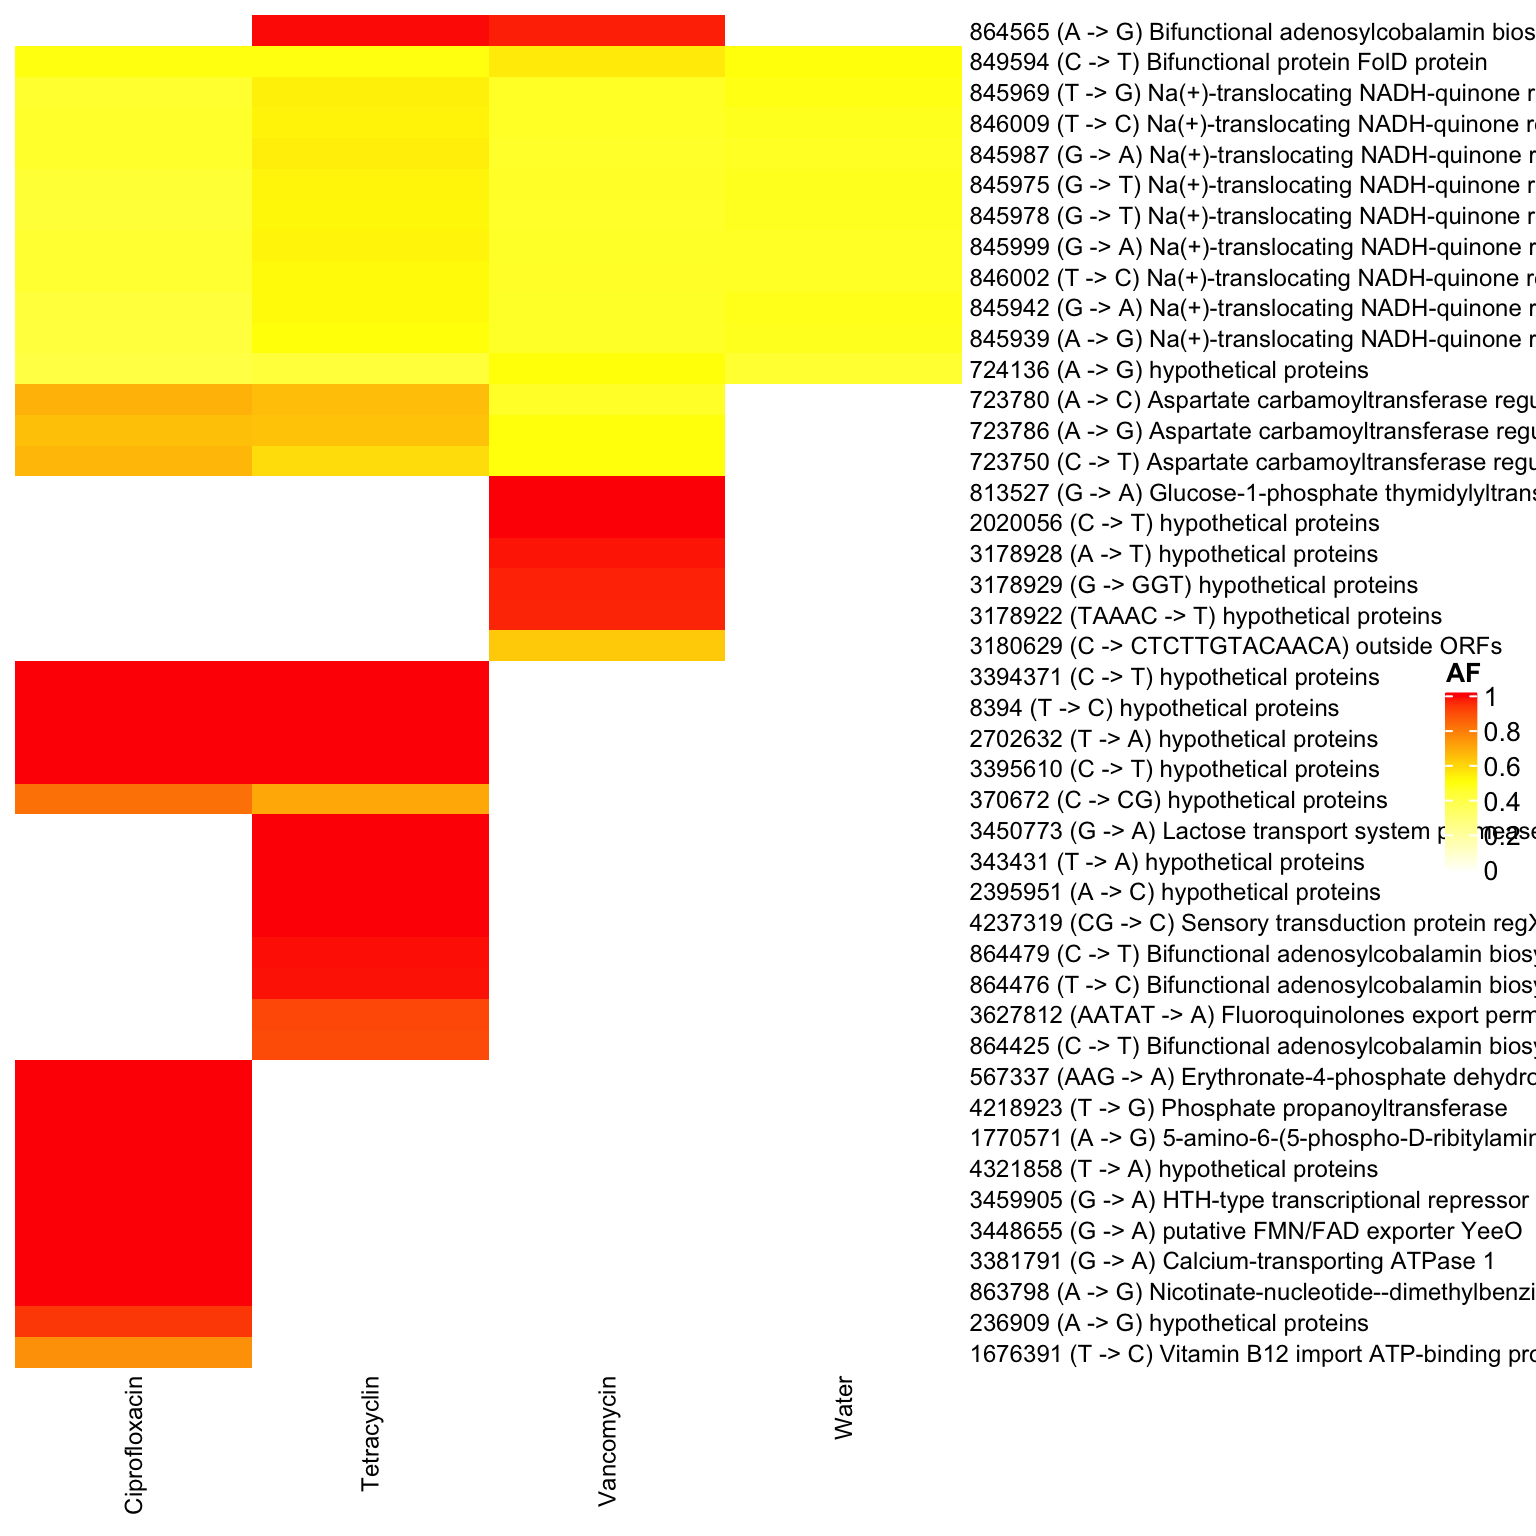 864565 (A -> G) Bifunctional adenosylcobalamin bios
849594 (C -> T) Bifunctional protein FolD protein
845969 (T -> G) Na(+)-translocating NADH-quinone r
846009 (T -> C) Na(+)-translocating NADH-quinone r
845987 (G -> A) Na(+)-translocating NADH-quinone r
845975 (G -> T) Na(+)-translocating NADH-quinone r
845978 (G -> T) Na(+)-translocating NADH-quinone r
845999 (G -> A) Na(+)-translocating NADH-quinone r
846002 (T -> C) Na(+)-translocating NADH-quinone r
845942 (G -> A) Na(+)-translocating NADH-quinone r
845939 (A -> G) Na(+)-translocating NADH-quinone r
724136 (A -> G) hypothetical proteins
723780 (A -> C) Aspartate carbamoyltransferase regu
723786 (A -> G) Aspartate carbamoyltransferase regu
723750 (C -> T) Aspartate carbamoyltransferase regu
813527 (G -> A) Glucose-1-phosphate thymidylyltrans
2020056 (C -> T) hypothetical proteins
3178928 (A -> T) hypothetical proteins
3178929 (G -> GGT) hypothetical proteins
3178922 (TAAAC -> T) hypothetical proteins
3180629 (C -> CTCTTGTACAACA) outside ORFs
3394371 (C -> T) hypothetical proteins
8394 (T -> C) hypothetical proteins
2702632 (T -> A) hypothetical proteins
3395610 (C -> T) hypothetical proteins
370672 (C -> CG) hypothetical proteins
3450773 (G -> A) Lactose transport system permease
343431 (T -> A) hypothetical proteins
2395951 (A -> C) hypothetical proteins
4237319 (CG -> C) Sensory transduction protein regX
864479 (C -> T) Bifunctional adenosylcobalamin biosy
864476 (T -> C) Bifunctional adenosylcobalamin biosy
3627812 (AATAT -> A) Fluoroquinolones export perm
864425 (C -> T) Bifunctional adenosylcobalamin biosy
567337 (AAG -> A) Erythronate-4-phosphate dehydro
4218923 (T -> G) Phosphate propanoyltransferase
1770571 (A -> G) 5-amino-6-(5-phospho-D-ribitylamin
4321858 (T -> A) hypothetical proteins
3459905 (G -> A) HTH-type transcriptional repressor
3448655 (G -> A) putative FMN/FAD exporter YeeO
3381791 (G -> A) Calcium-transporting ATPase 1
863798 (A -> G) Nicotinate-nucleotide--dimethylbenzi
236909 (A -> G) hypothetical proteins
1676391 (T -> C) Vitamin B12 import ATP-binding pro
AF
1
0.8
0.6
0.4
0.2
0
Ciprofloxacin
Tetracyclin
Vancomycin
Water